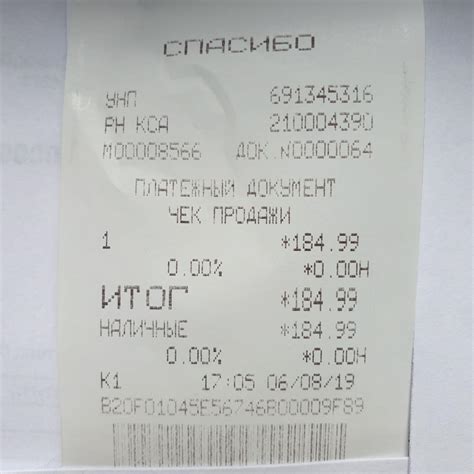 СПАСИБО
УНП 691345316
РН КСА 210004390
М00008566 ДОК.N0000064
ПЛАТЕЖНЫЙ ДОКУМЕНТ
ЧЕК ПРОДАЖИ
1 *184.99
0.00% *0.00Н
ИТОГ *184.99
НАЛИЧНЫЕ *184.99
0.00% *0.00Н
К1 17:05 06/08/19
B20F01045E56746B00009F89